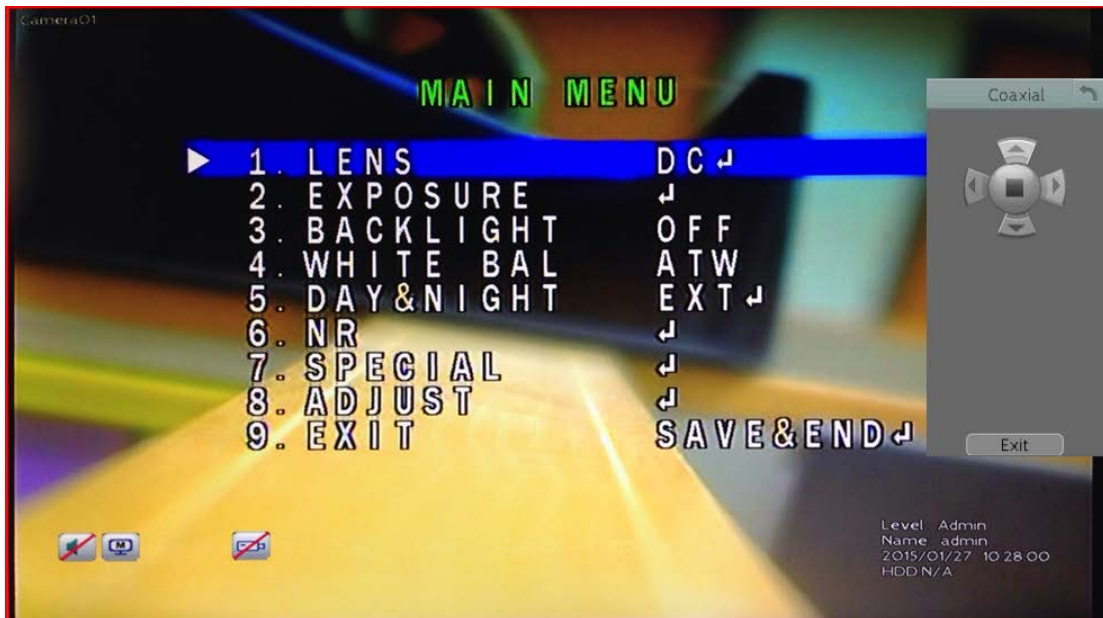 Camera01
MAIN MENU
1. LENS DC↲
2. EXPOSURE ↲
3. BACKLIGHT OFF
4. WHITE BAL ATW
5. DAY&NIGHT EXT↲
6. NR ↲
7. SPECIAL ↲
8. ADJUST ↲
9. EXIT SAVE&END↲
Coaxial
Exit
M
Level Admin
Name admin
2015/01/27 10:28:00
HDD N/A